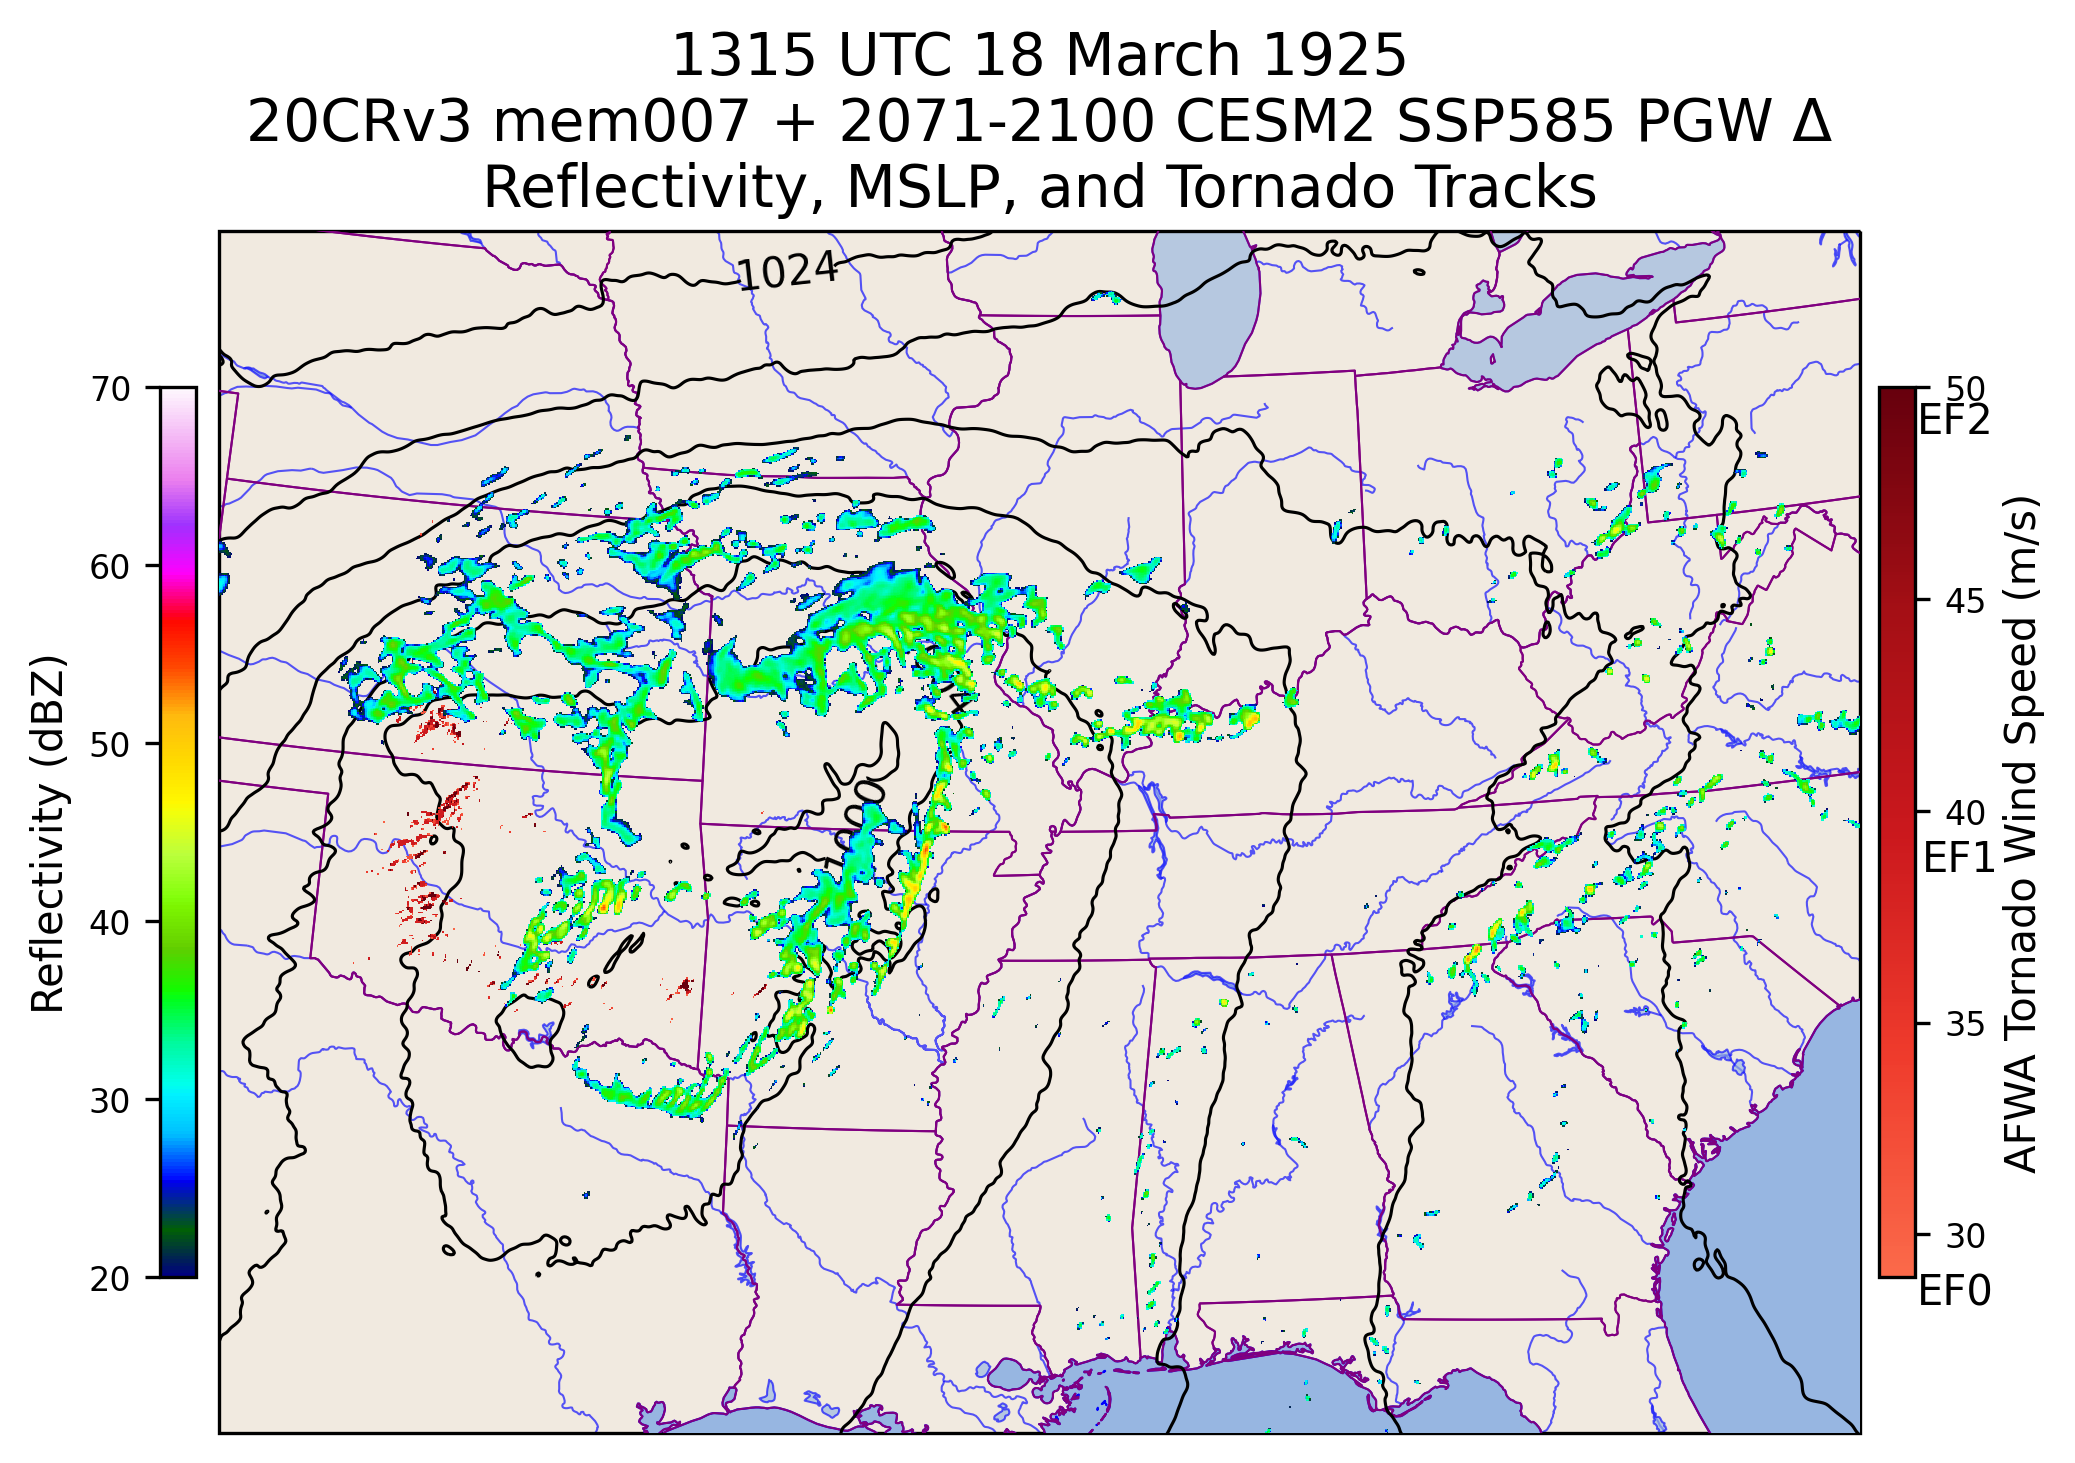 1315 UTC 18 March 1925
20CRv3 mem007 + 2071-2100 CESM2 SSP585 PGW Δ
Reflectivity, MSLP, and Tornado Tracks
1024
70
60
50
40
30
20
Reflectivity (dBZ)
50
EF2
45
40
EF1
35
30
EF0
AFWA Tornado Wind Speed (m/s)